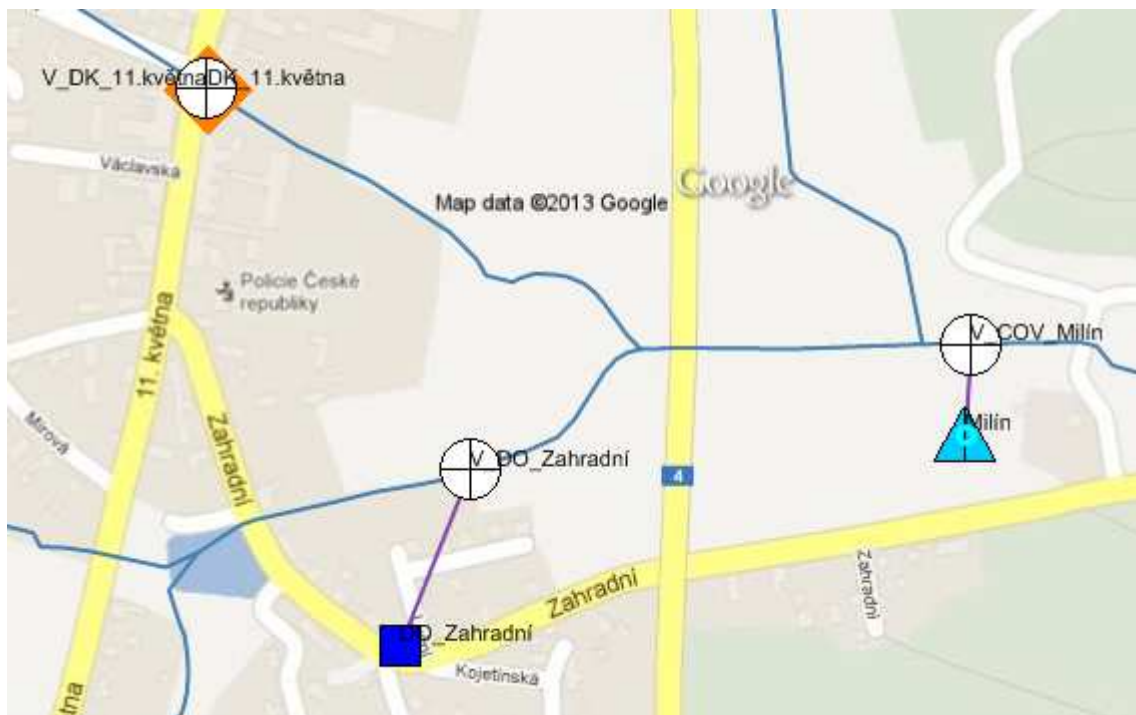 V_DK_11.květnaDK_11.května
Václavská
Google
Map data ©2013 Google
Policie České
republiky
11. května
V_COV_Milín
Mírová
Zahradní
Milín
V_DO_Zahradní
4
Zahradní
Zahradní
DO_Zahradní
Kojetínská